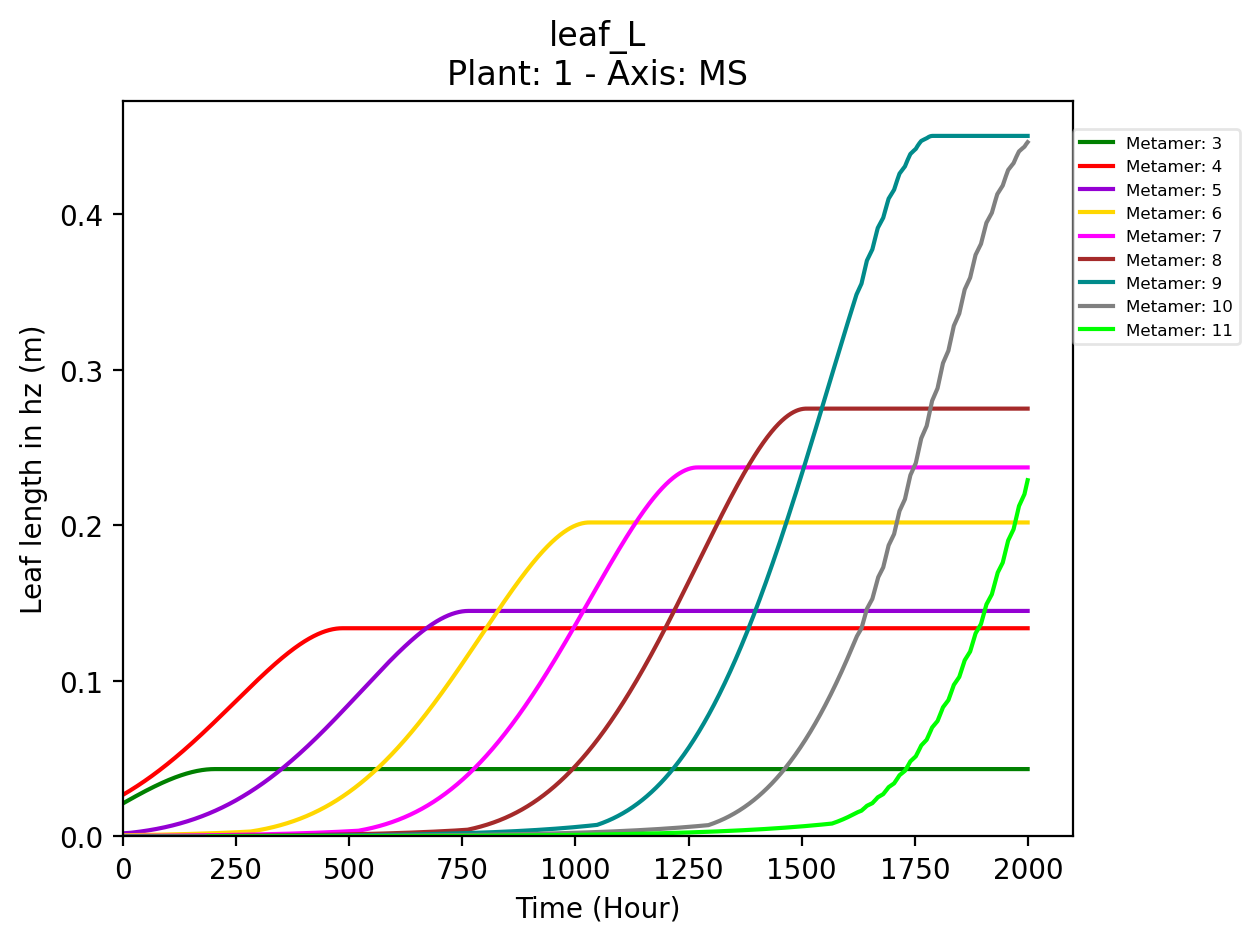 leaf_L
Plant: 1 - Axis: MS
Leaf length in hz (m)
0.4
0.3
0.2
0.1
0.0
0 250 500 750 1000 1250 1500 1750 2000
Time (Hour)
Metamer: 3
Metamer: 4
Metamer: 5
Metamer: 6
Metamer: 7
Metamer: 8
Metamer: 9
Metamer: 10
Metamer: 11